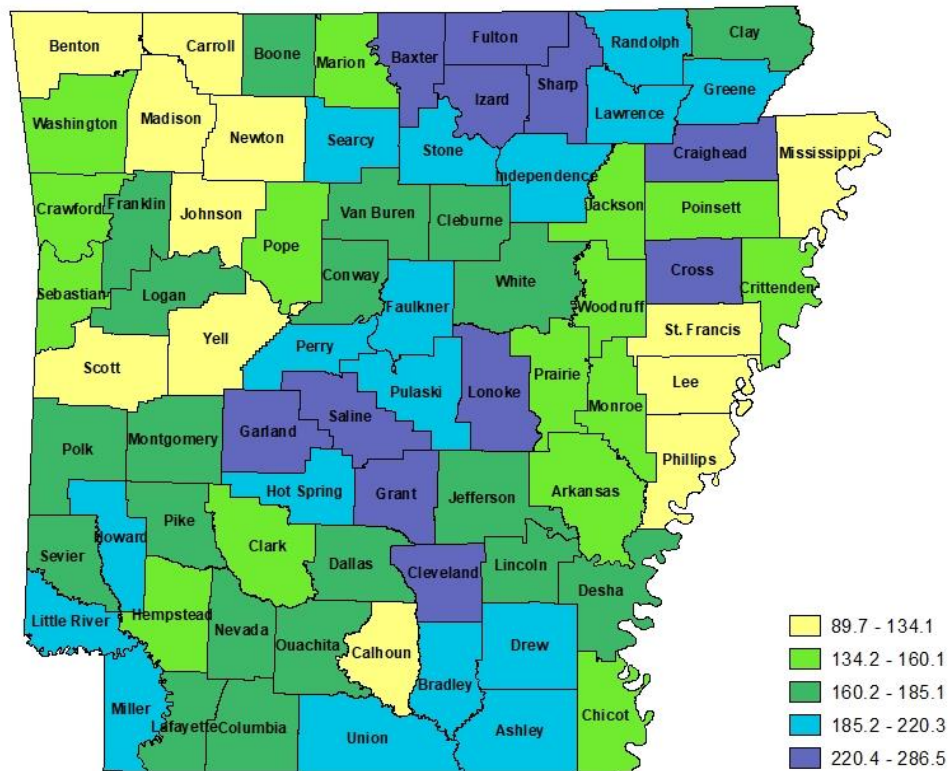 Benton
Carroll
Boone
Marion
Baxter
Fulton
Sharp
Izard
Randolph
Clay
Greene
Lawrence
Washington
Madison
Newton
Searcy
Stone
Independence
Craighead
Mississippi
Crawford
Franklin
Johnson
Pope
Van Buren
Cleburne
Jackson
Poinsett
Sebastian
Logan
Conway
Faulkner
White
Woodruff
Cross
Crittenden
Scott
Yell
Perry
Pulaski
Lonoke
Prairie
Monroe
St. Francis
Lee
Phillips
Polk
Montgomery
Garland
Saline
Hot Spring
Grant
Jefferson
Arkansas
Sevier
Howard
Pike
Clark
Dallas
Cleveland
Lincoln
Desha
Little River
Hempstead
Nevada
Ouachita
Calhoun
Bradley
Drew
Miller
Lafayette
Columbia
Union
Ashley
Chicot
89.7 - 134.1
134.2 - 160.1
160.2 - 185.1
185.2 - 220.3
220.4 - 286.5